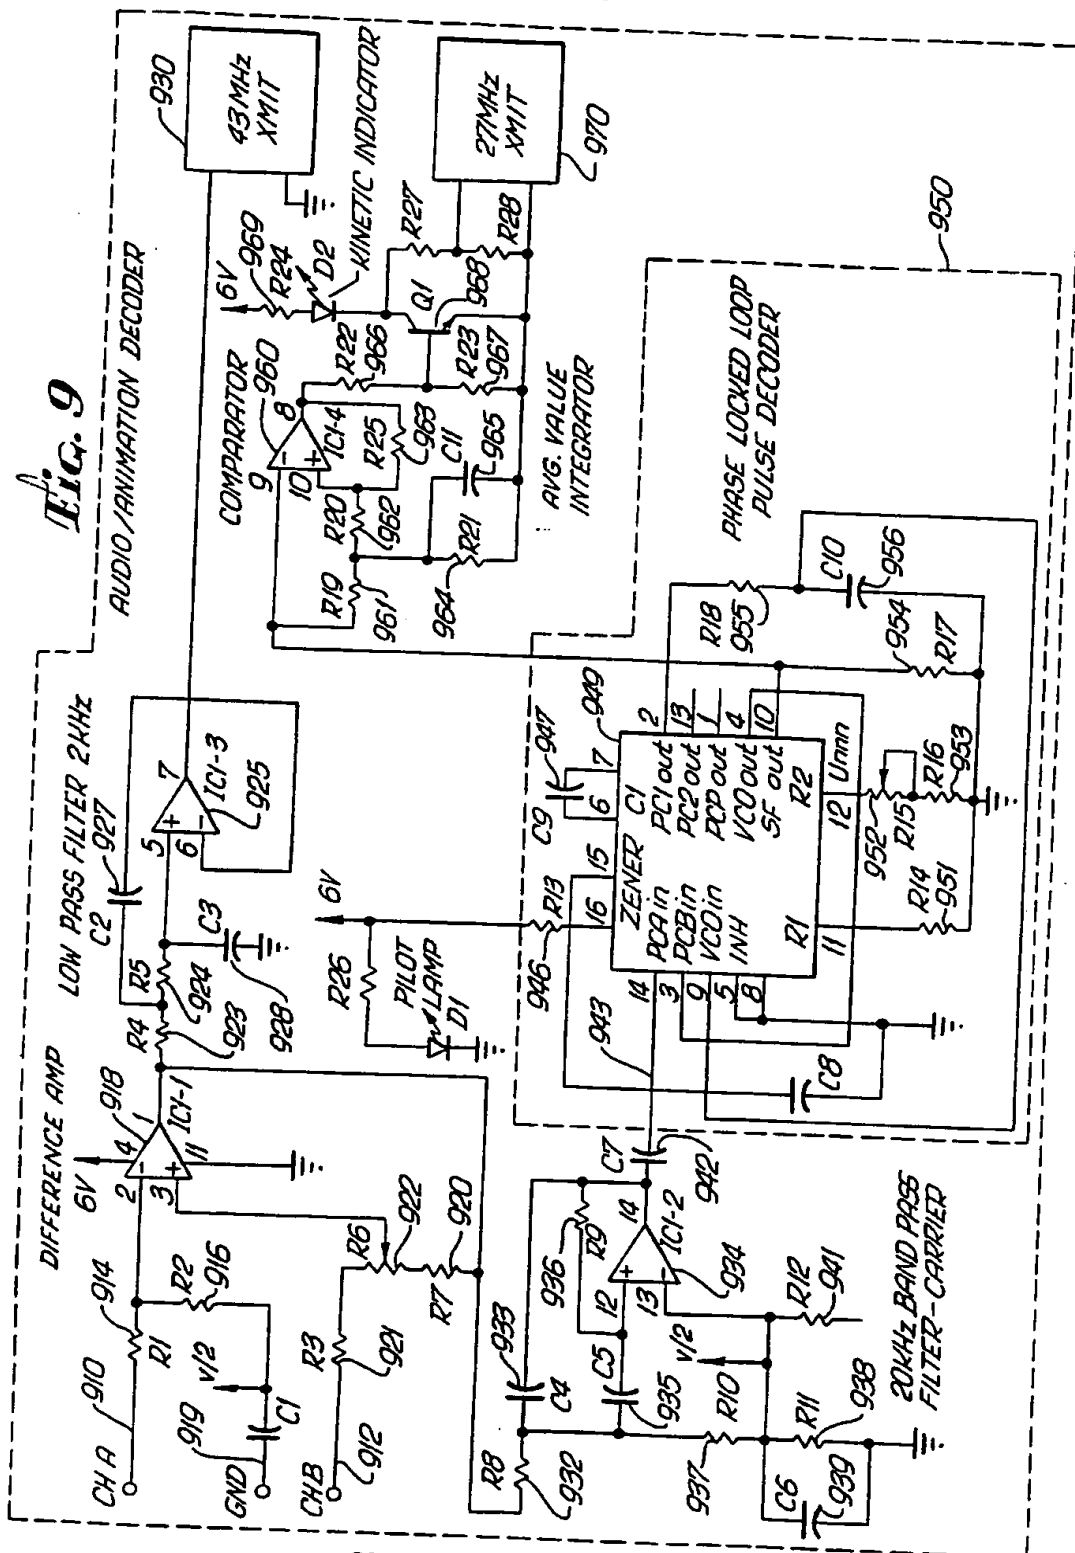 Fig. 9
AUDIO/ANIMATION DECODER
DIFFERENCE AMP
LOW PASS FILTER 2KHz
CH A
910
914
R1
R2
916
v/2
919
GND
C1
CHB
912
R3
921
R6
922
R7
920
6V
2
3
4
11
1
918
IC1-1
R4
923
R5
924
C2
927
C3
928
5
6
7
IC1-3
925
43MHz
XMIT
930
6V
R26
PILOT
LAMP
D1
R13
946
COMPARATOR
960
9
10
8
IC1-4
R19
961
R20
962
R25
963
R21
964
C11
965
R22
966
R23
967
Q1
968
6V
969
R24
D2
KINETIC INDICATOR
R27
R28
27MHz
XMIT
970
AVG. VALUE
INTEGRATOR
R8
932
C4
933
C5
935
R9
936
12
13
14
IC1-2
934
R10
937
v/2
R11
938
C6
939
R12
941
C7
942
943
20KHz BAND PASS
FILTER-CARRIER
950
PHASE LOCKED LOOP
PULSE DECODER
C8
C9
947
949
16
15
6
7
ZENER
C1
14
PCA in
3
PCB in
9
VCO in
5
INH
8
PC1 out
2
PC2 out
13
PCP out
1
VCO out
4
SF out
10
R1
11
R2
12
Unnn
R14
951
952
R15
R16
953
954
R17
R18
955
C10
956